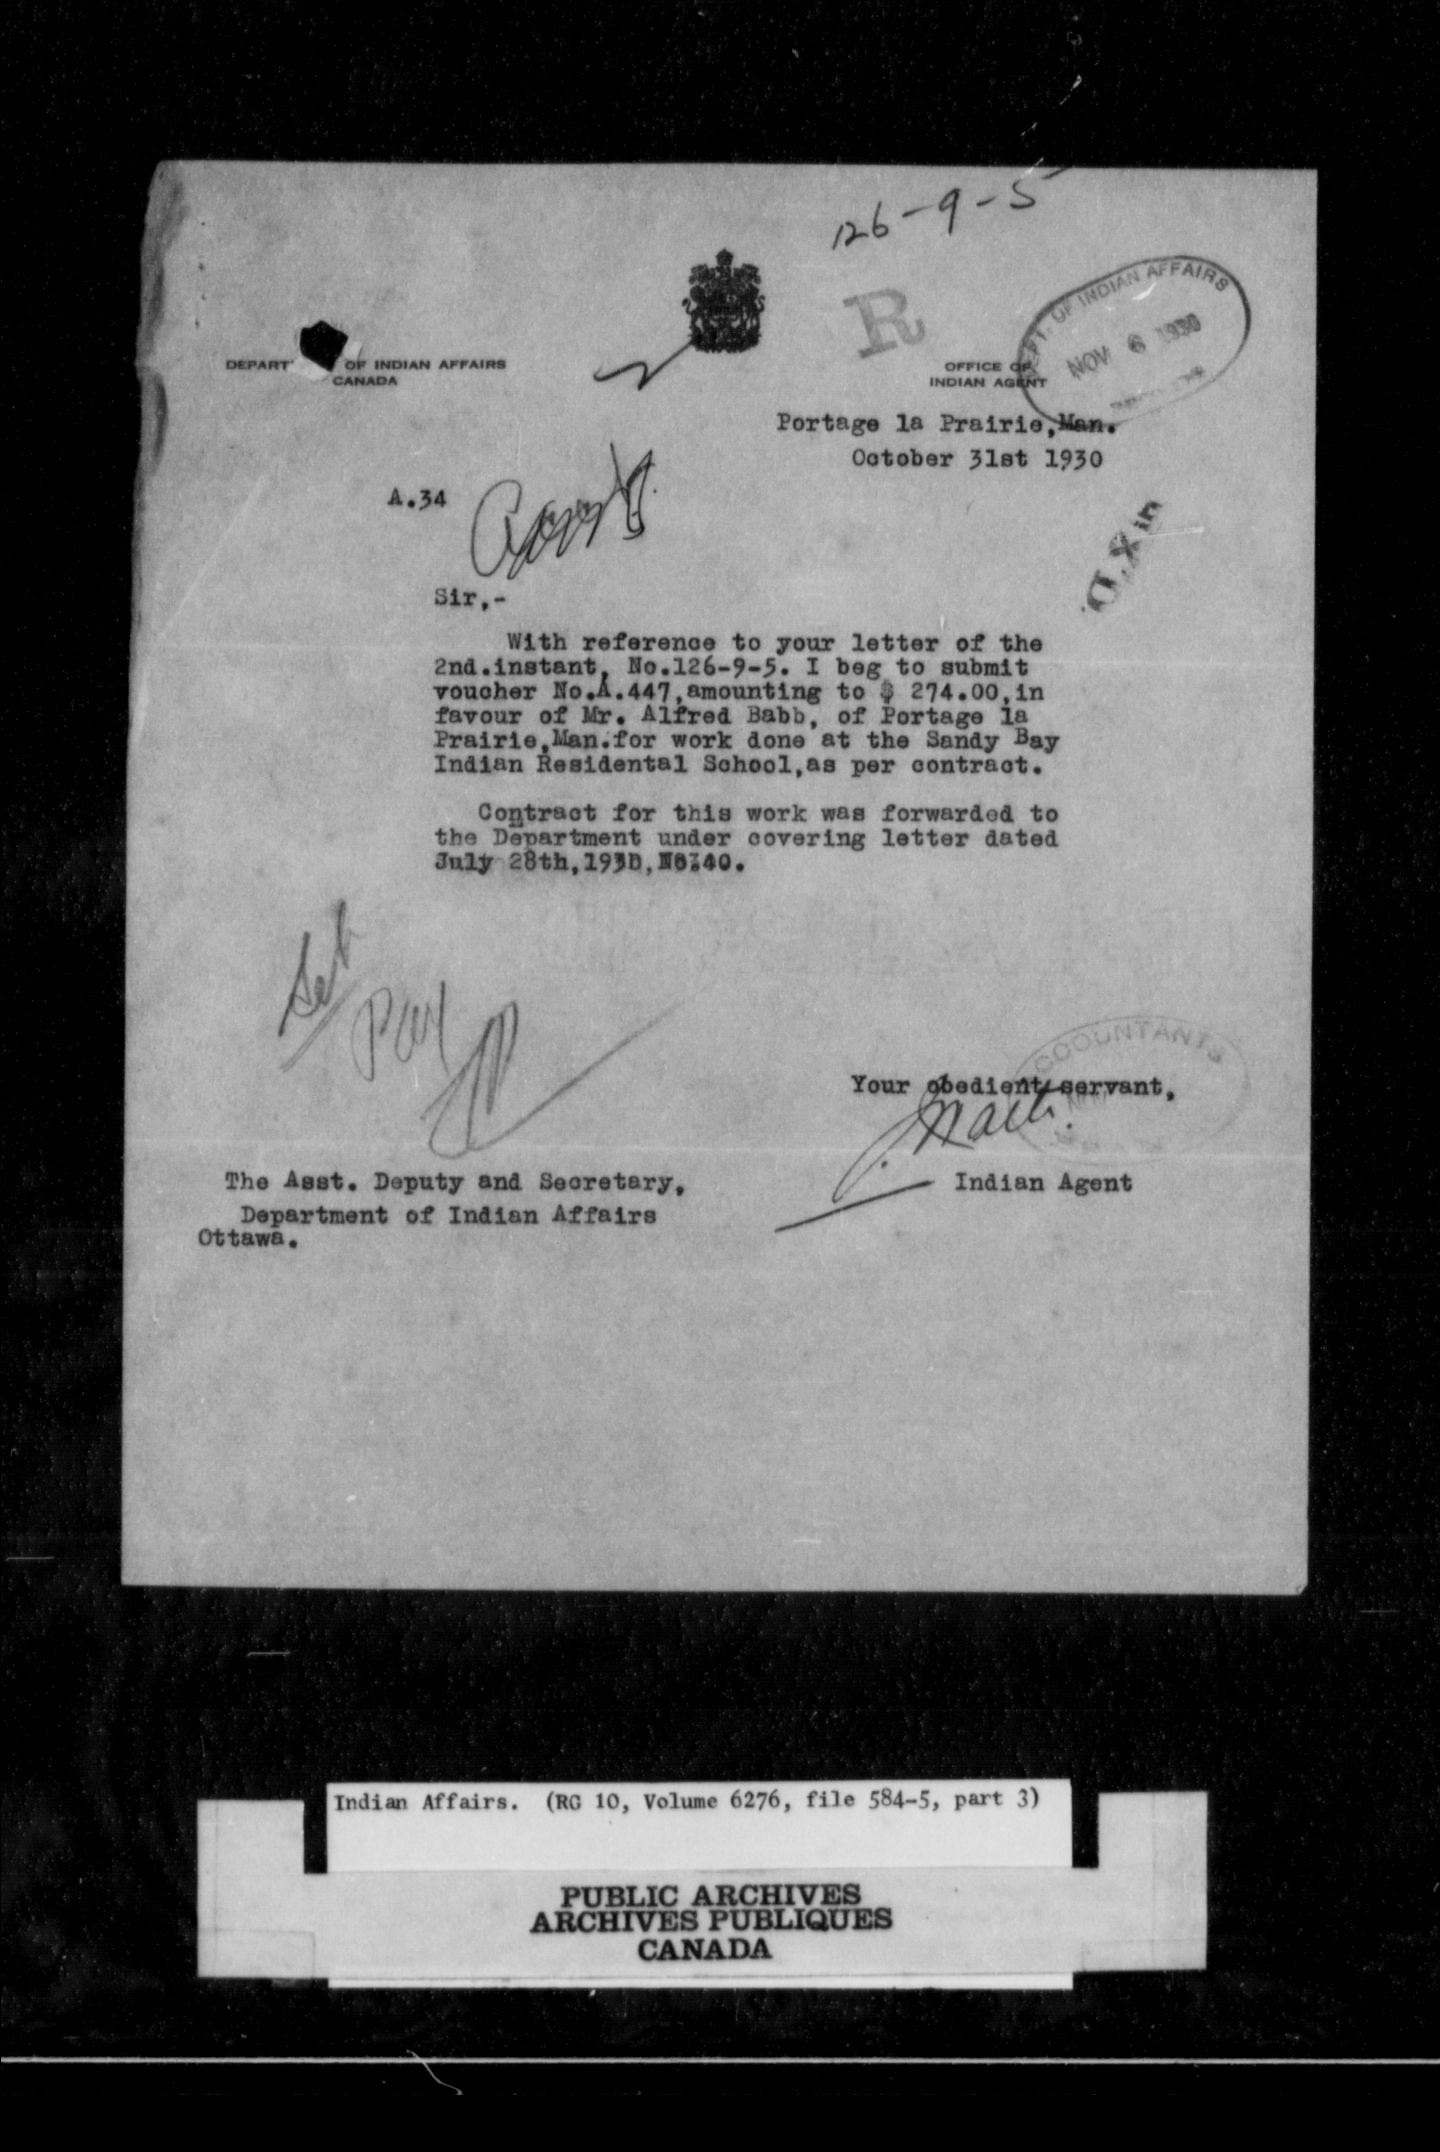 126-9-5
DEPART OF INDIAN AFFAIRS
CANADA
R
DEPT. OF INDIAN AFFAIRS
NOV 6 1930
OFFICE OF
INDIAN AGENT
Portage la Prairie,Man.
October 31st 1930
A.34
Sir,-
With reference to your letter of the
2nd.instant, No.126-9-5. I beg to submit
voucher No.A.447,amounting to $ 274.00,in
favour of Mr. Alfred Babb, of Portage la
Prairie,Man.for work done at the Sandy Bay
Indian Residental School,as per contract.
Contract for this work was forwarded to
the Department under covering letter dated
July 28th,1930,No.40.
Pay
ACCOUNTANTS
Your obedient servant,
Indian Agent
The Asst. Deputy and Secretary,
Department of Indian Affairs
Ottawa.
Indian Affairs. (RG 10, Volume 6276, file 584-5, part 3)
PUBLIC ARCHIVES
ARCHIVES PUBLIQUES
CANADA